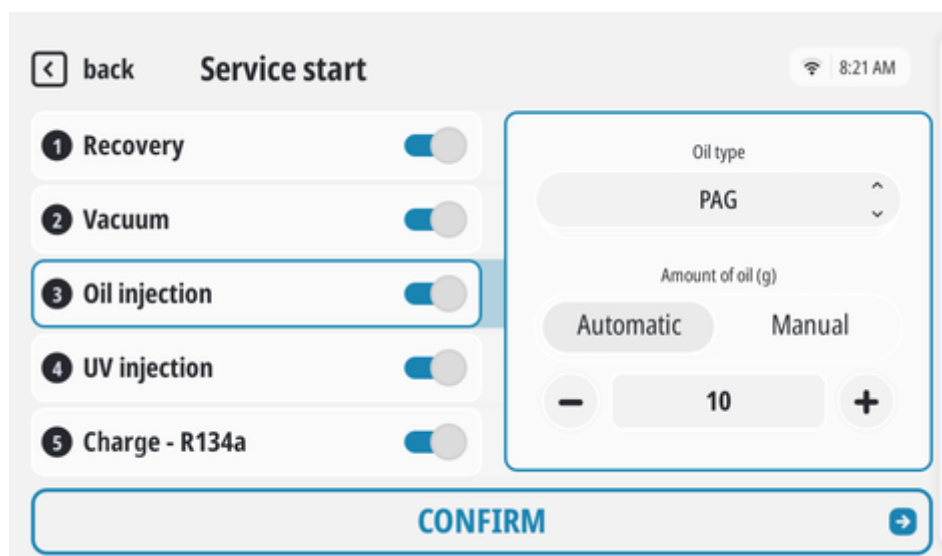 back Service start 8:21 AM
1 Recovery
2 Vacuum
3 Oil injection
4 UV injection
5 Charge - R134a
Oil type
PAG
Amount of oil (g)
Automatic Manual
10
CONFIRM